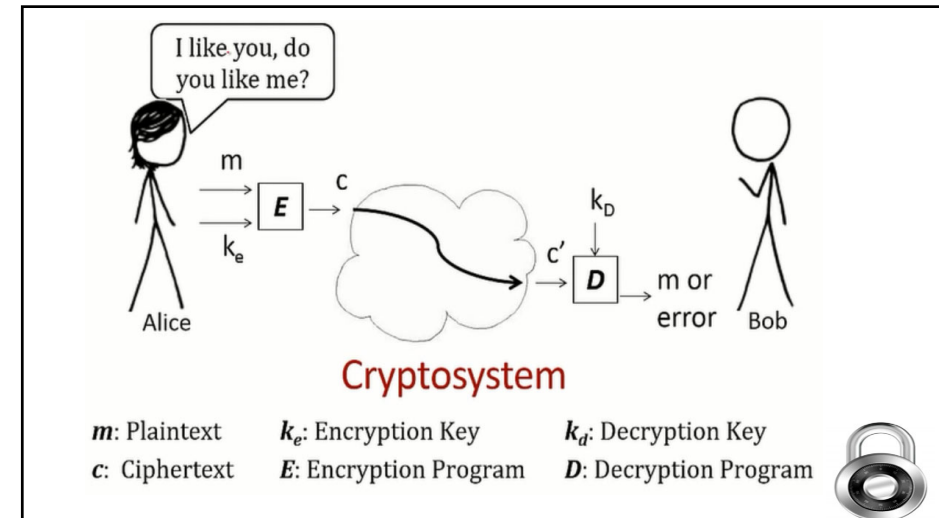 I like you, do
you like me?
m
c
E
k_e
k_D
c’
D
m or
error
Alice
Bob
Cryptosystem
m: Plaintext k_e: Encryption Key k_d: Decryption Key
c: Ciphertext E: Encryption Program D: Decryption Program